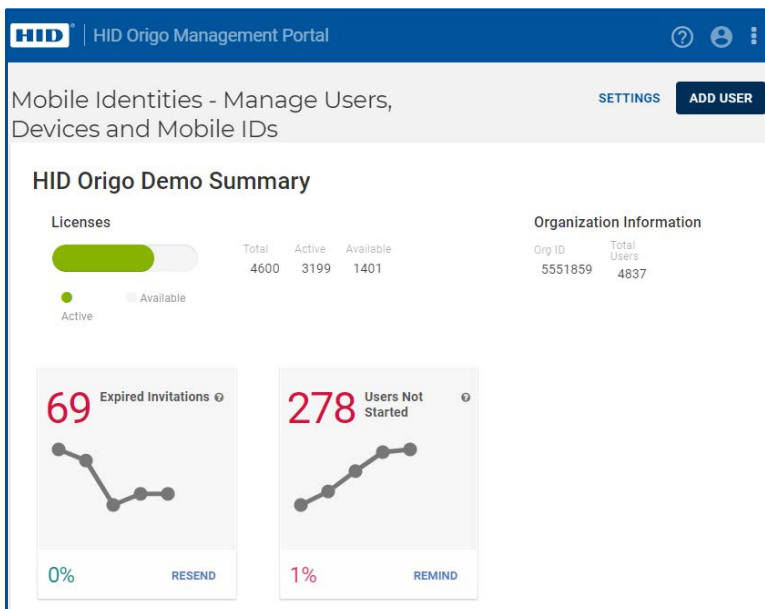 HID | HID Origo Management Portal
Mobile Identities - Manage Users,
Devices and Mobile IDs
SETTINGS
ADD USER
HID Origo Demo Summary
Licenses
Total Active Available
4600 3199 1401
Active
Available
Organization Information
Org ID
Total
Users
5551859
4837
69 Expired Invitations
0% RESEND
278 Users Not
Started
1% REMIND